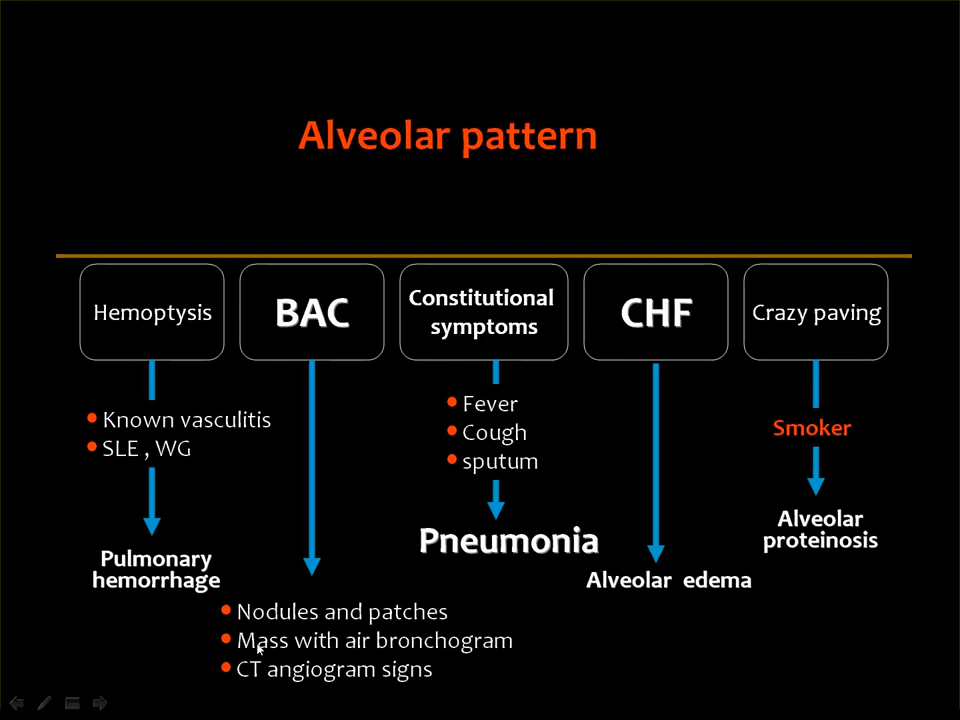 Alveolar pattern
Hemoptysis
BAC
Constitutional
symptoms
CHF
Crazy paving
Known vasculitis
SLE , WG
Pulmonary
hemorrhage
Nodules and patches
Mass with air bronchogram
CT angiogram signs
Fever
Cough
sputum
Pneumonia
Alveolar edema
Smoker
Alveolar
proteinosis